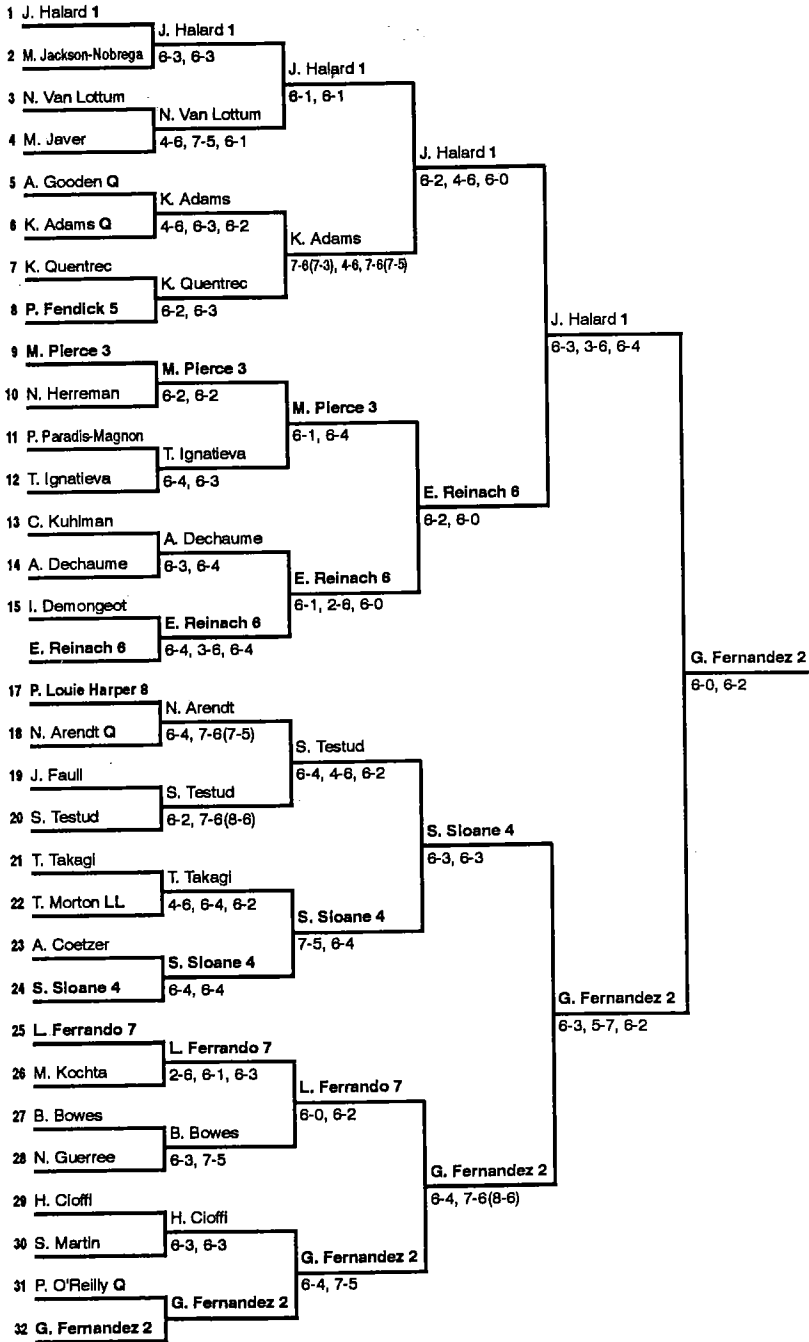 1 J. Halard 1
J. Halard 1
2 M. Jackson-Nobrega
6-3, 6-3
J. Halard 1
6-1, 6-1
3 N. Van Lottum
N. Van Lottum
4 M. Javer
4-6, 7-5, 6-1
J. Halard 1
6-2, 4-6, 6-0
5 A. Gooden Q
K. Adams
6 K. Adams Q
4-6, 6-3, 6-2
K. Adams
7-6(7-3), 4-6, 7-6(7-5)
7 K. Quentrec
K. Quentrec
8 P. Fendick 5
6-2, 6-3
J. Halard 1
6-3, 3-6, 6-4
9 M. Pierce 3
M. Pierce 3
10 N. Herreman
6-2, 6-2
M. Pierce 3
6-1, 6-4
11 P. Paradis-Magnon
T. Ignatieva
12 T. Ignatieva
6-4, 6-3
E. Reinach 6
6-2, 6-0
13 C. Kuhlman
A. Dechaume
14 A. Dechaume
6-3, 6-4
E. Reinach 6
6-1, 2-6, 6-0
15 I. Demongeot
E. Reinach 6
E. Reinach 6
6-4, 3-6, 6-4
G. Fernandez 2
6-0, 6-2
17 P. Louie Harper 8
N. Arendt
18 N. Arendt Q
6-4, 7-6(7-5)
S. Testud
6-4, 4-6, 6-2
19 J. Faull
S. Testud
20 S. Testud
6-2, 7-6(8-6)
S. Sloane 4
6-3, 6-3
21 T. Takagi
T. Takagi
22 T. Morton LL
4-6, 6-4, 6-2
S. Sloane 4
7-5, 6-4
23 A. Coetzer
S. Sloane 4
24 S. Sloane 4
6-4, 6-4
G. Fernandez 2
6-3, 5-7, 6-2
25 L. Ferrando 7
L. Ferrando 7
26 M. Kochta
2-6, 6-1, 6-3
L. Ferrando 7
6-0, 6-2
27 B. Bowes
B. Bowes
28 N. Guerree
6-3, 7-5
G. Fernandez 2
6-4, 7-6(8-6)
29 H. Cioffi
H. Cioffi
30 S. Martin
6-3, 6-3
G. Fernandez 2
6-4, 7-5
31 P. O'Reilly Q
G. Fernandez 2
32 G. Fernandez 2